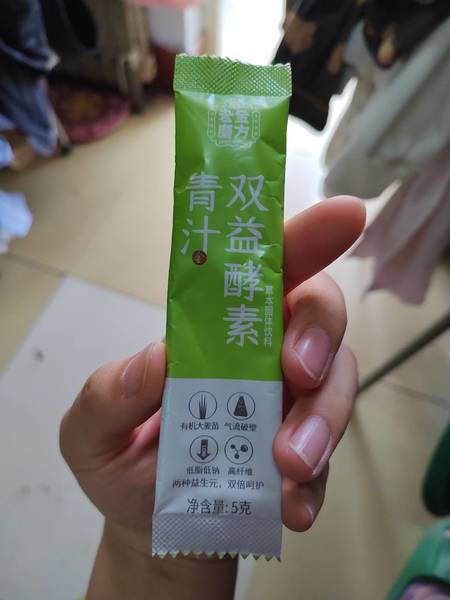 老金
磨方
双益酵素
青汁
草本固体饮料
有机大麦苗 气流破壁
低脂低钠 高纤维
两种益生元，双倍呵护
净含量: 5克